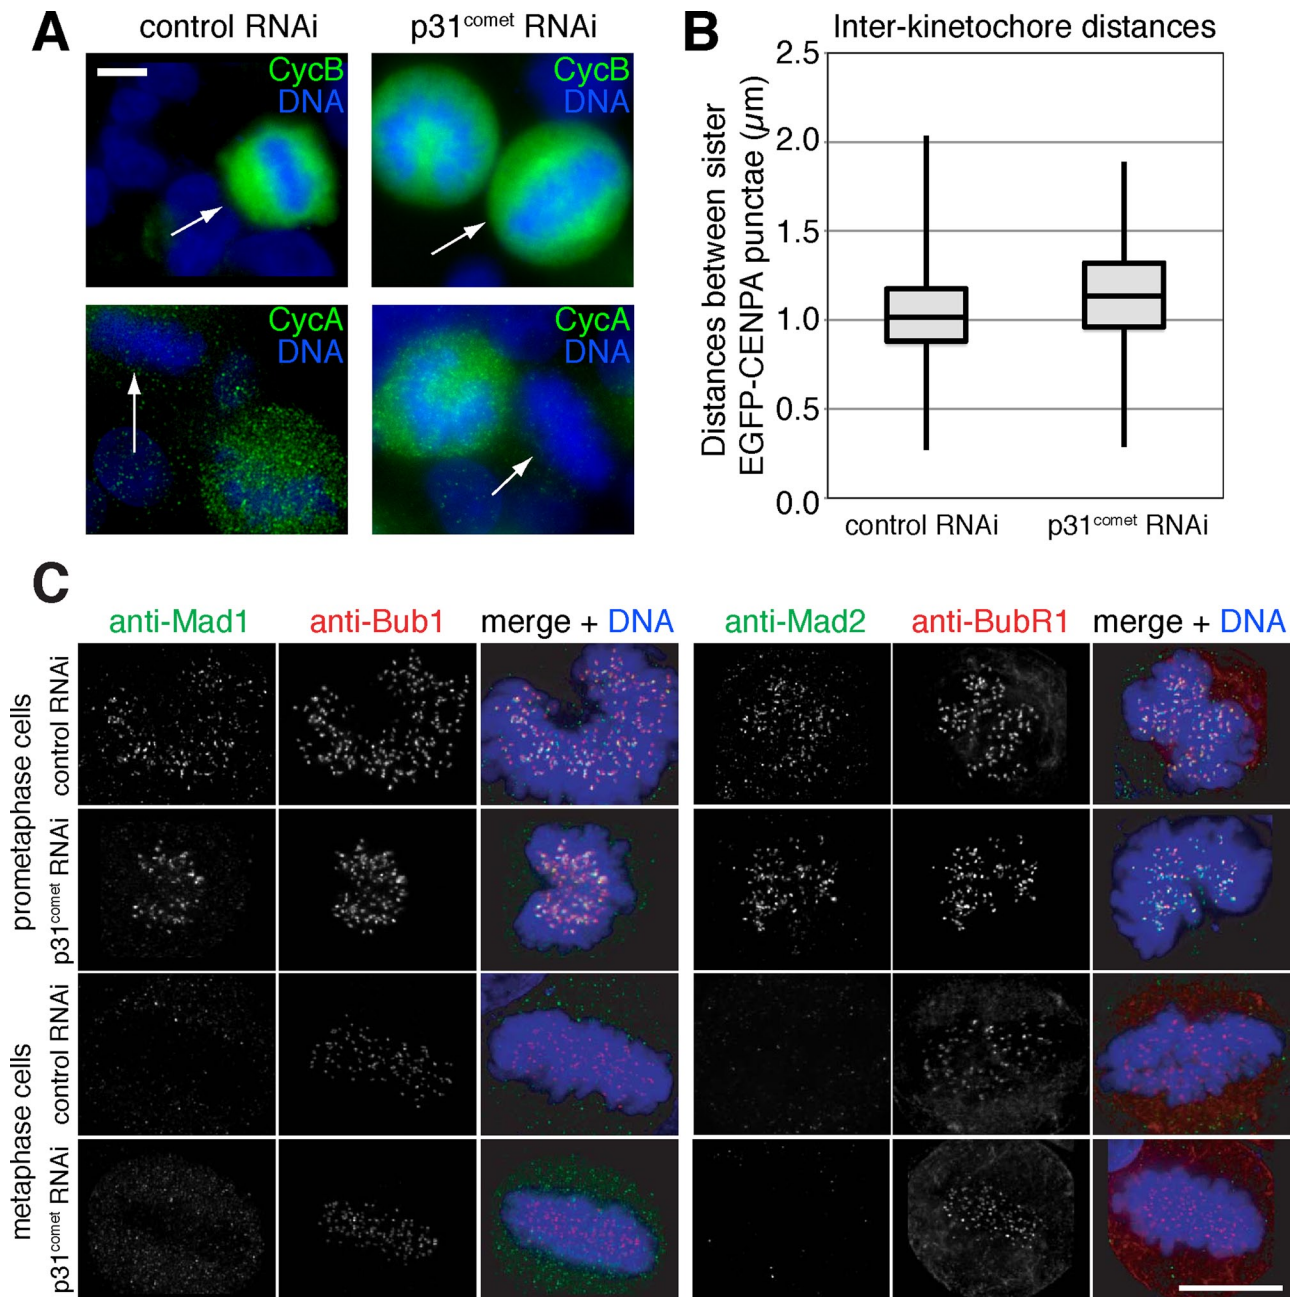 A
control RNAi
p31comet RNAi
CycB
DNA
CycB
DNA
CycA
DNA
CycA
DNA
B
Inter-kinetochore distances
Distances between sister
EGFP-CENPA punctae (µm)
2.5
2.0
1.5
1.0
0.5
0.0
control RNAi
p31comet RNAi
C
anti-Mad1
anti-Bub1
merge + DNA
anti-Mad2
anti-BubR1
merge + DNA
prometaphase cells
control RNAi
p31comet RNAi
metaphase cells
control RNAi
p31comet RNAi